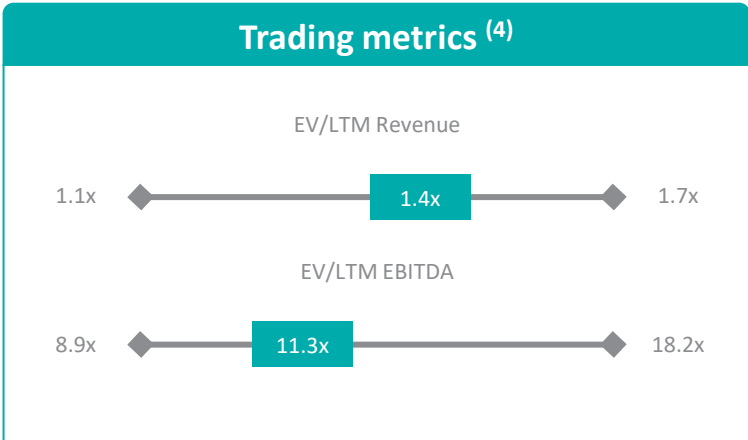 Trading metrics (4)
EV/LTM Revenue
1.1x 1.4x 1.7x
EV/LTM EBITDA
8.9x 11.3x 18.2x